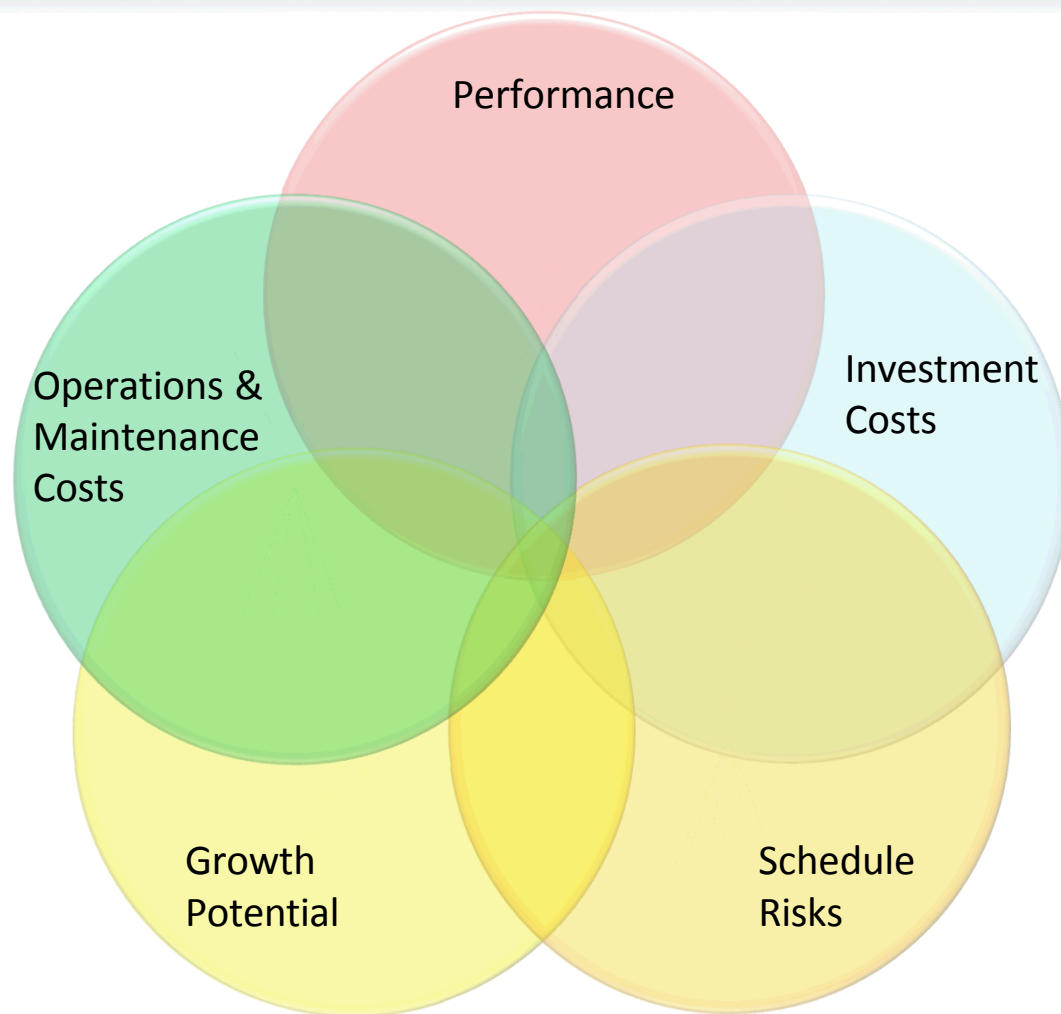 Performance
Investment
Costs
Operations &
Maintenance
Costs
Growth
Potential
Schedule
Risks